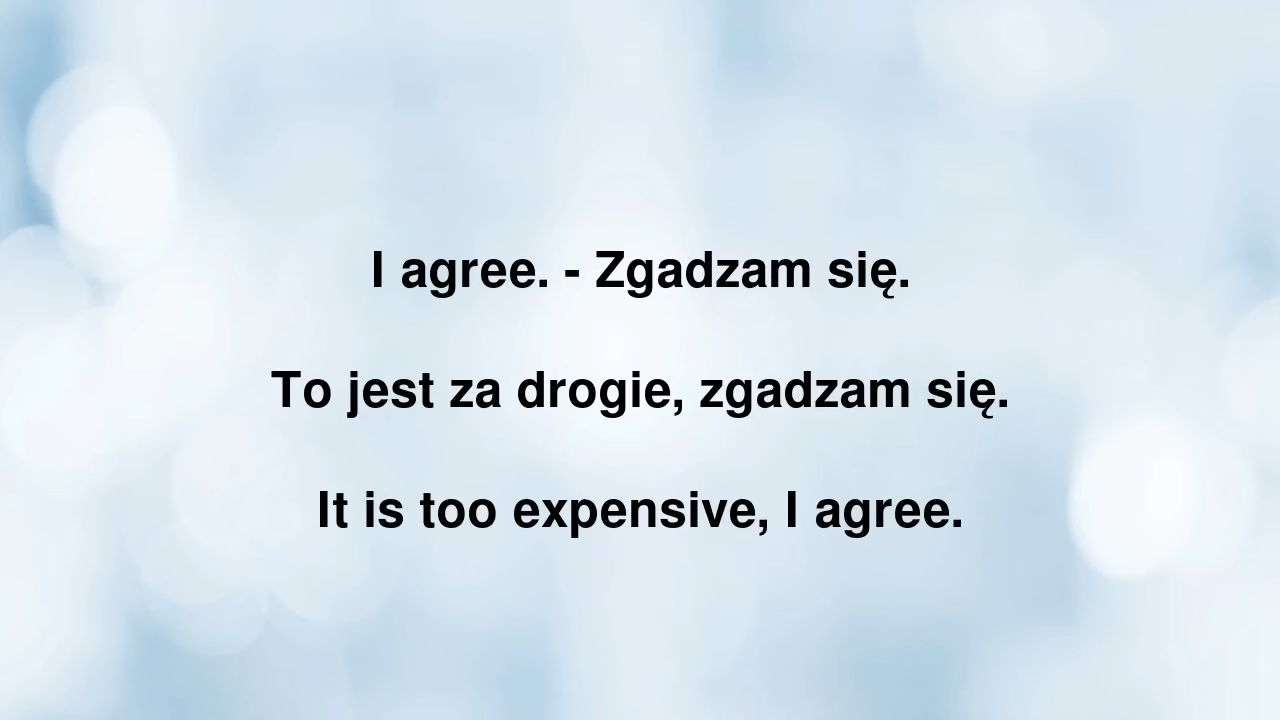 I agree. - Zgadzam się.
To jest za drogie, zgadzam się.
It is too expensive, I agree.